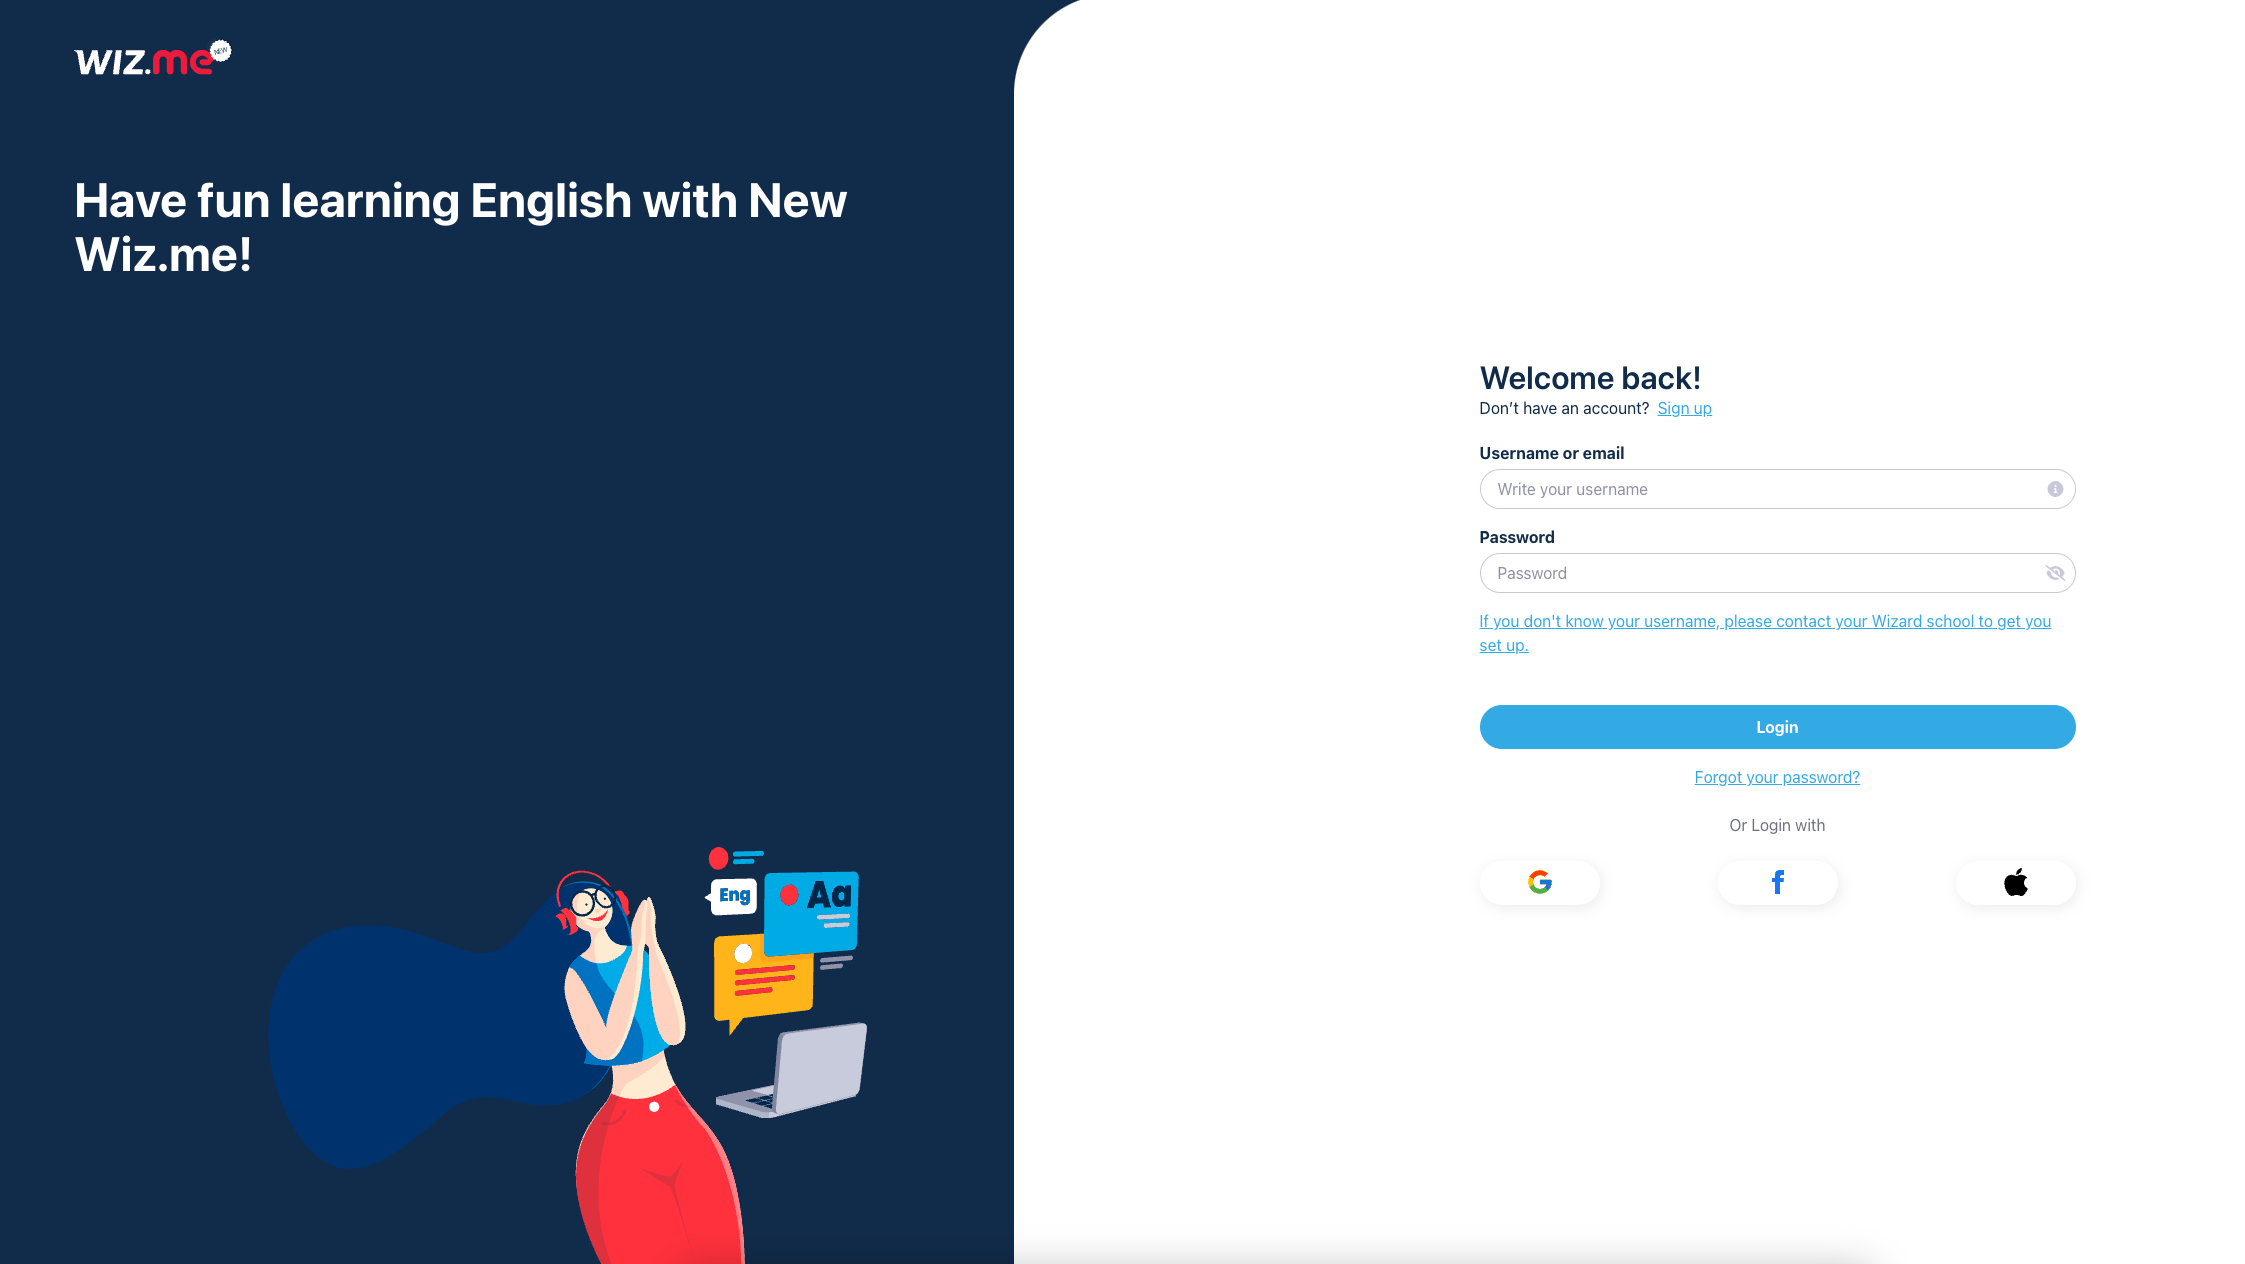 WIZ.me NEW
Have fun learning English with New
Wiz.me!
Eng
Aa
Welcome back!
Don’t have an account? Sign up
Username or email
Write your username
Password
Password
If you don't know your username, please contact your Wizard school to get you
set up.
Login
Forgot your password?
Or Login with